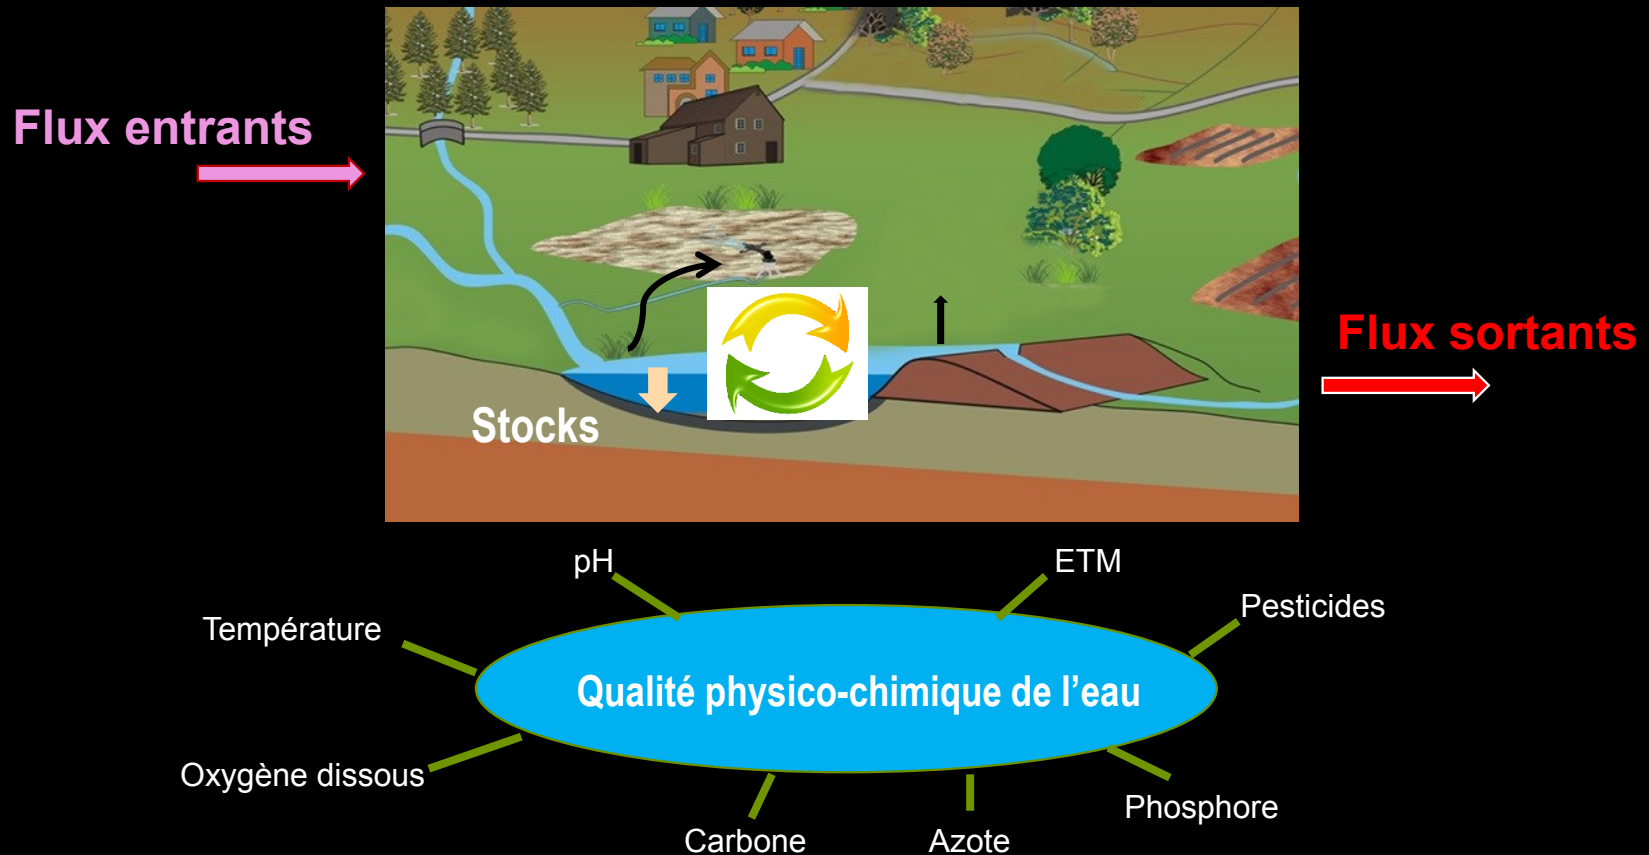 Flux entrants
Flux sortants
Stocks
pH
ETM
Pesticides
Température
Qualité physico-chimique de l’eau
Oxygène dissous
Phosphore
Carbone
Azote